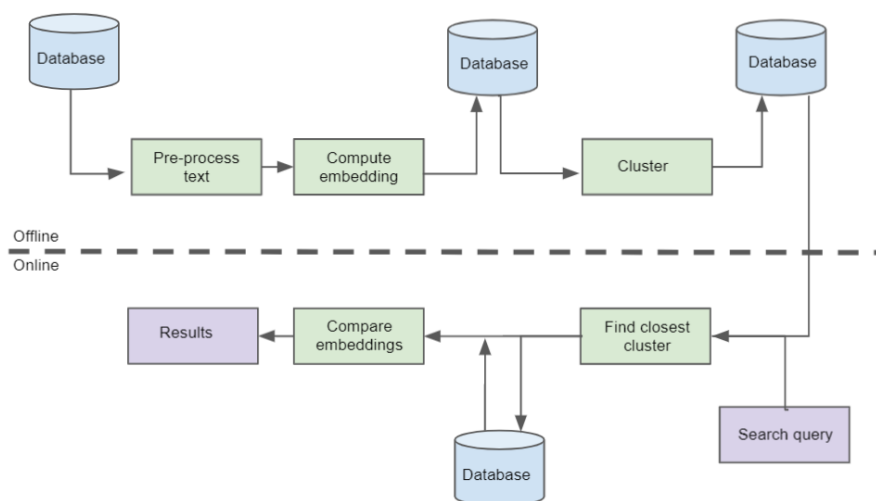 Database
Database
Database
Pre-process
text
Compute
embedding
Cluster
Offline
Online
Results
Compare
embeddings
Find closest
cluster
Search query
Database